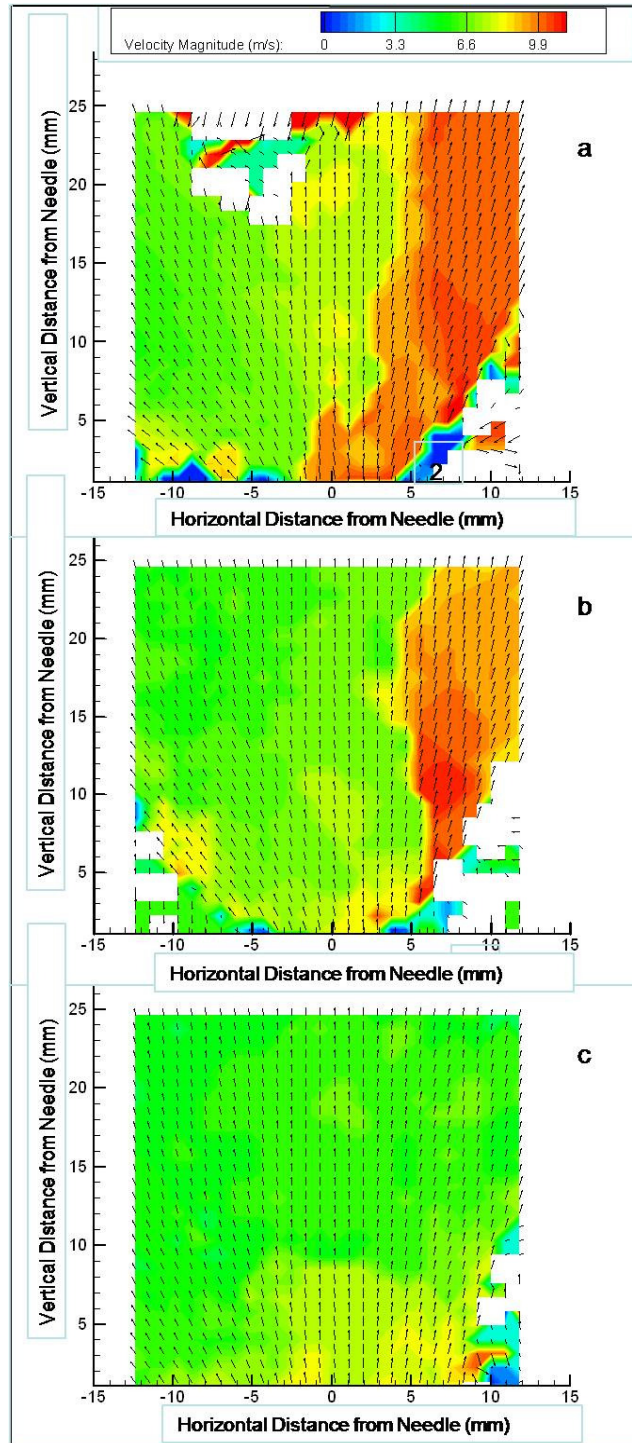 Velocity Magnitude (m/s): 0 3.3 6.6 9.9
a
Vertical Distance from Needle (mm)
25
20
15
10
5
2
-15 -10 -5 0 5 10 15
Horizontal Distance from Needle (mm)
b
Vertical Distance from Needle (mm)
25
20
15
10
5
-15 -10 -5 0 5 10 15
Horizontal Distance from Needle (mm)
c
Vertical Distance from Needle (mm)
25
20
15
10
5
-15 -10 -5 0 5 10 15
Horizontal Distance from Needle (mm)